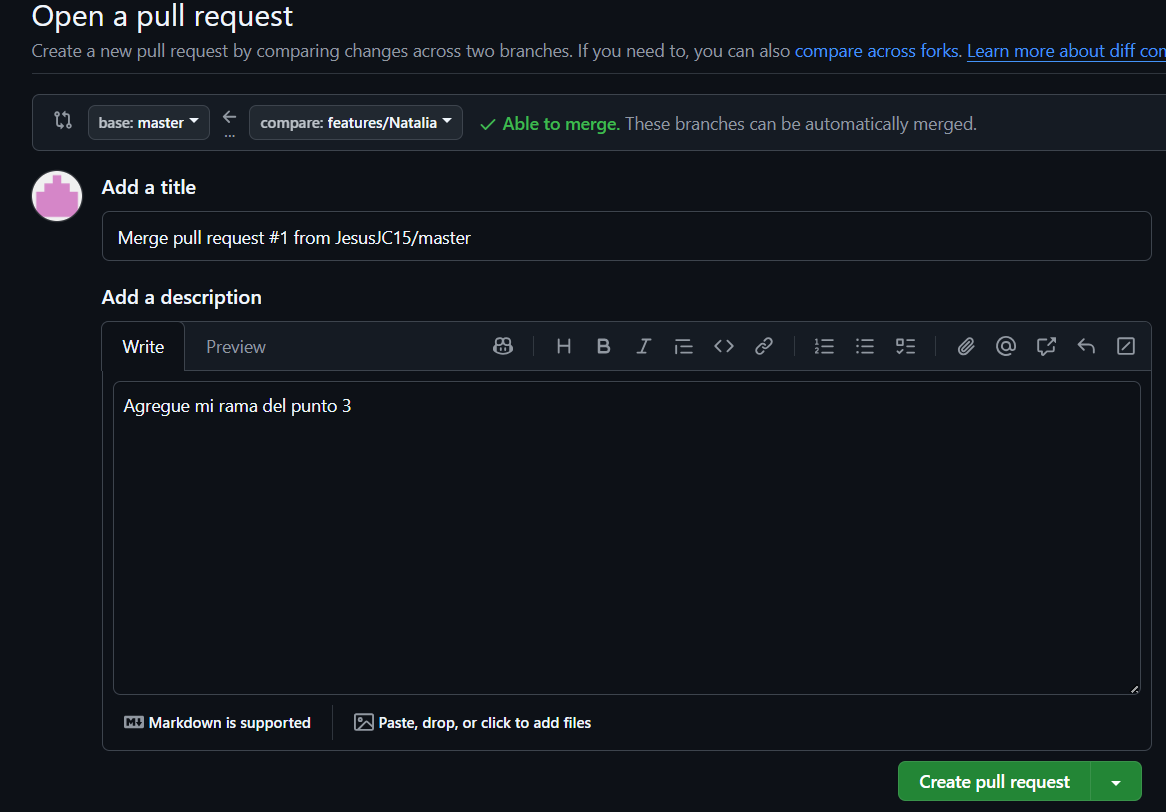 Open a pull request
Create a new pull request by comparing changes across two branches. If you need to, you can also compare across forks. Learn more about diff con
base: master
...
compare: features/Natalia
Able to merge. These branches can be automatically merged.
Add a title
Merge pull request #1 from JesusJC15/master
Add a description
Write
Preview
Agregue mi rama del punto 3
Markdown is supported
Paste, drop, or click to add files
Create pull request